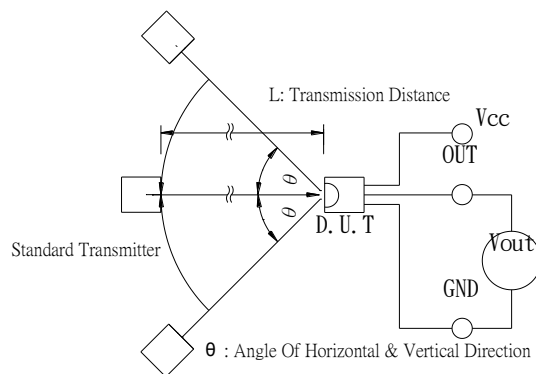 L: Transmission Distance
Vcc
OUT
θ
θ
D.U.T
Standard Transmitter
Vout
GND
θ : Angle Of Horizontal & Vertical Direction